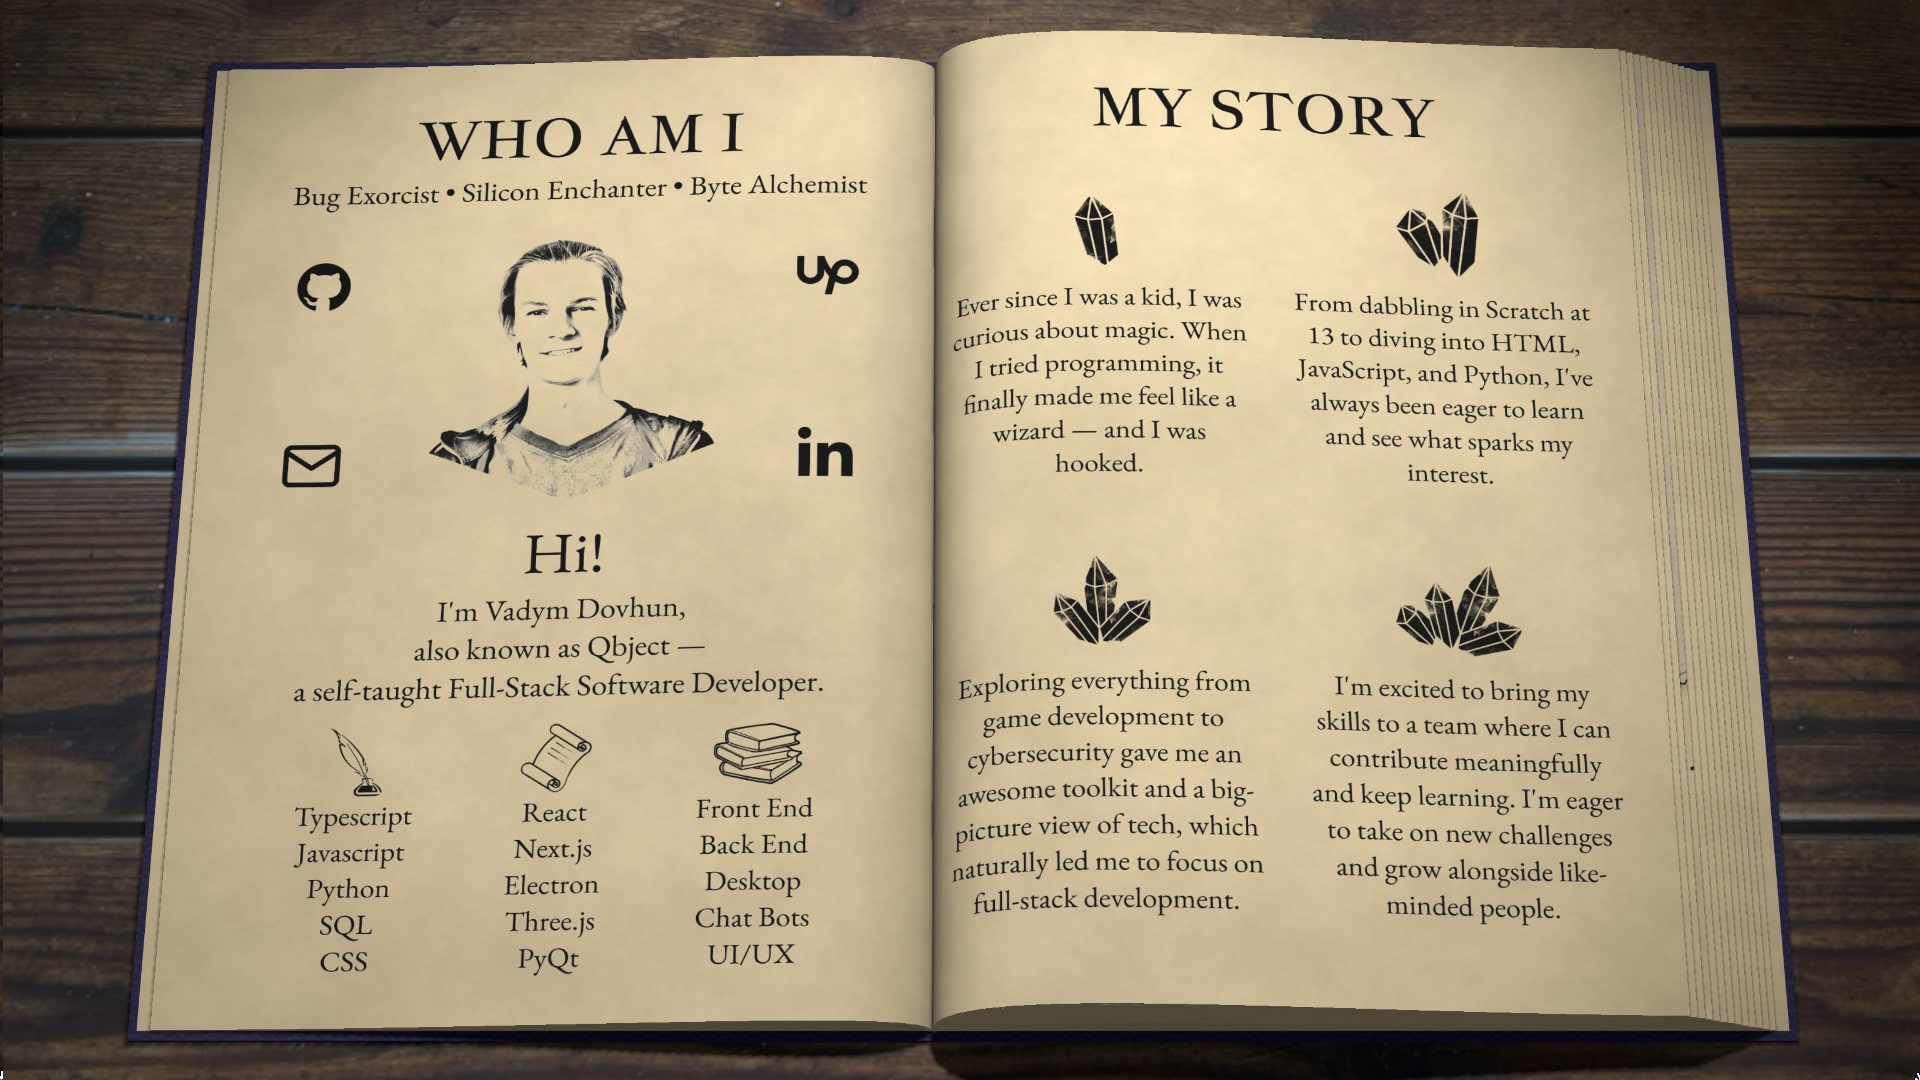 WHO AM I
Bug Exorcist • Silicon Enchanter • Byte Alchemist
up
in
Hi!
I'm Vadym Dovhun,
also known as Qbject —
a self-taught Full-Stack Software Developer.
Typescript
Javascript
Python
SQL
CSS
React
Next.js
Electron
Three.js
PyQt
Front End
Back End
Desktop
Chat Bots
UI/UX
MY STORY
Ever since I was a kid, I was
curious about magic. When
I tried programming, it
finally made me feel like a
wizard — and I was
hooked.
From dabbling in Scratch at
13 to diving into HTML,
JavaScript, and Python, I've
always been eager to learn
and see what sparks my
interest.
Exploring everything from
game development to
cybersecurity gave me an
awesome toolkit and a big-
picture view of tech, which
naturally led me to focus on
full-stack development.
I'm excited to bring my
skills to a team where I can
contribute meaningfully
and keep learning. I'm eager
to take on new challenges
and grow alongside like-
minded people.